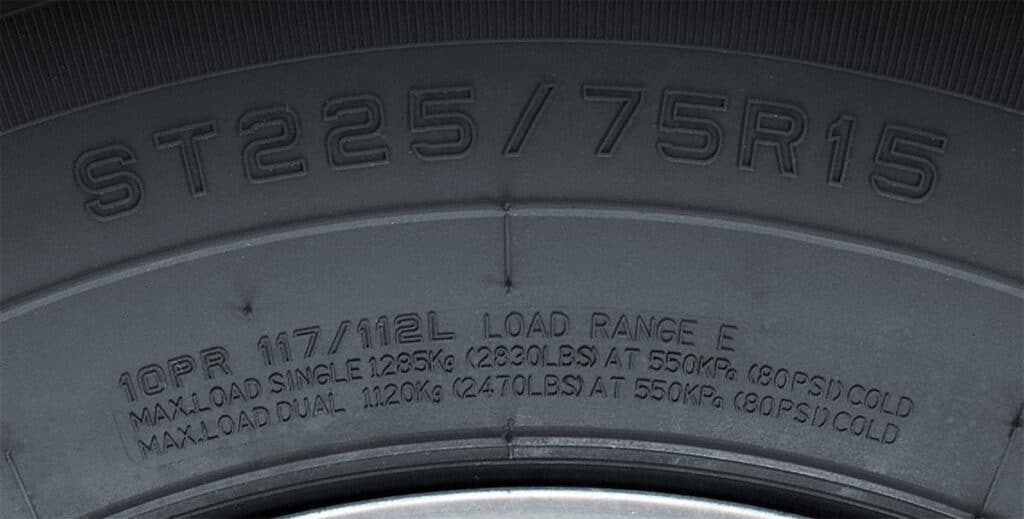 ST225/75R15
10PR 117/112L LOAD RANGE E
MAX.LOAD SINGLE 1285Kg (2830LBS) AT 550KPa (80PSI) COLD
MAX.LOAD DUAL 1120Kg (2470LBS) AT 550KPa (80PSI) COLD